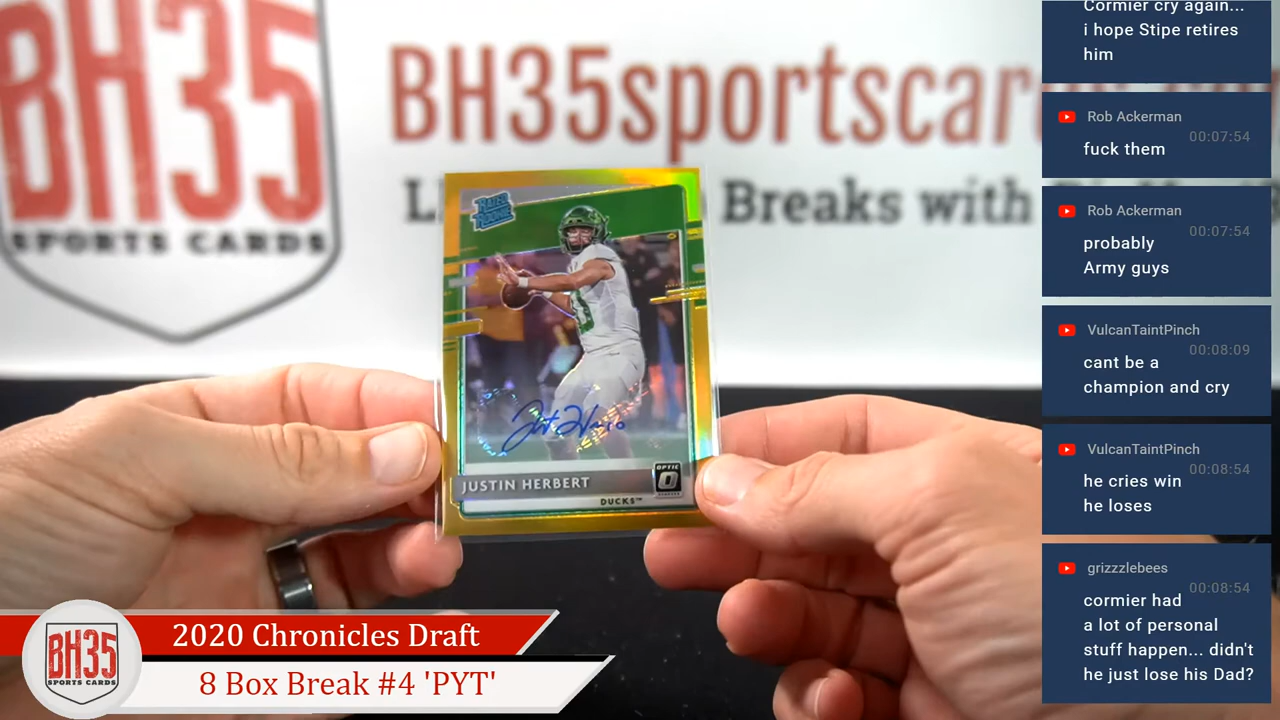 BH35
SPORTS CARDS
BH35sportscar
Breaks with
RATED
ROOKIE
JUSTIN HERBERT
OPTIC
DUCKS™
2020 Chronicles Draft
8 Box Break #4 'PYT'
BH35
SPORTS CARDS
Cormier cry again...
i hope Stipe retires
him
Rob Ackerman
00:07:54
fuck them
Rob Ackerman
00:07:54
probably
Army guys
VulcanTaintPinch
00:08:09
cant be a
champion and cry
VulcanTaintPinch
00:08:54
he cries win
he loses
grizzzlebees
00:08:54
cormier had
a lot of personal
stuff happen... didn't
he just lose his Dad?